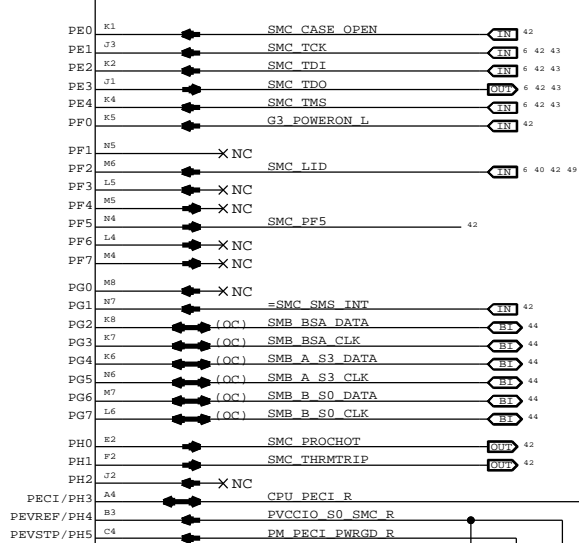 PE0 K1 SMC_CASE_OPEN IN 42
PE1 J3 SMC_TCK IN 6 42 43
PE2 K2 SMC_TDI IN 6 42 43
PE3 J1 SMC_TDO OUT 6 42 43
PE4 K4 SMC_TMS IN 6 42 43
PF0 K5 G3_POWERON_L IN 42
PF1 N5 NC
PF2 M6 SMC_LID IN 6 40 42 49
PF3 L5 NC
PF4 M5 NC
PF5 N4 SMC_PF5 42
PF6 L4 NC
PF7 M4 NC
PG0 M8 NC
PG1 N7 =SMC_SMS_INT IN 42
PG2 K8 (OC) SMB_BSA_DATA BI 44
PG3 K7 (OC) SMB_BSA_CLK BI 44
PG4 K6 (OC) SMB_A_S3_DATA BI 44
PG5 N6 (OC) SMB_A_S3_CLK BI 44
PG6 M7 (OC) SMB_B_S0_DATA BI 44
PG7 L6 (OC) SMB_B_S0_CLK BI 44
PH0 E2 SMC_PROCHOT OUT 42
PH1 F2 SMC_THRMTRIP OUT 42
PH2 J2 NC
PECI/PH3 A4 CPU_PECI_R
PEVREF/PH4 B3 PVCCIO_S0_SMC_R
PEVSTP/PH5 C4 PM_PECI_PWRGD_R